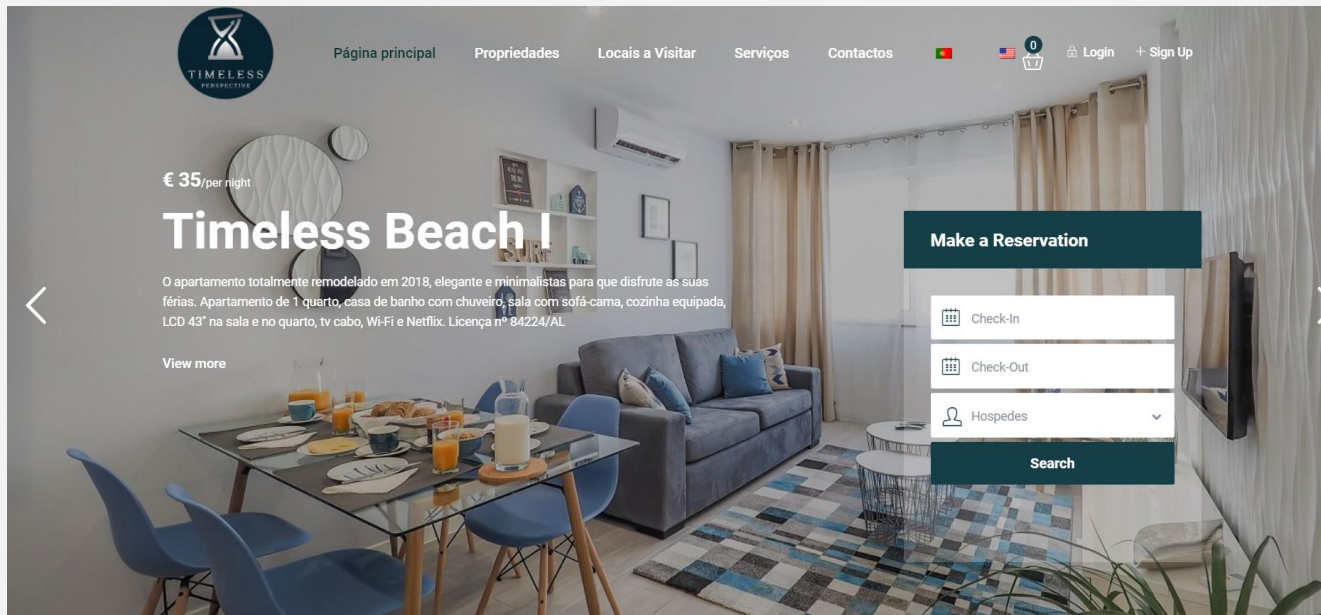 TIMELESS
PERSPECTIVE
Página principal
Propriedades
Locais a Visitar
Serviços
Contactos
0
Login
+ Sign Up
€ 35/per night
Timeless Beach I
O apartamento totalmente remodelado em 2018, elegante e minimalistas para que disfrute as suas
férias. Apartamento de 1 quarto, casa de banho com chuveiro, sala com sofá-cama, cozinha equipada,
LCD 43" na sala e no quarto, tv cabo, Wi-Fi e Netflix. Licença nº 84224/AL
View more
SURF
Make a Reservation
Check-In
Check-Out
Hospedes
Search